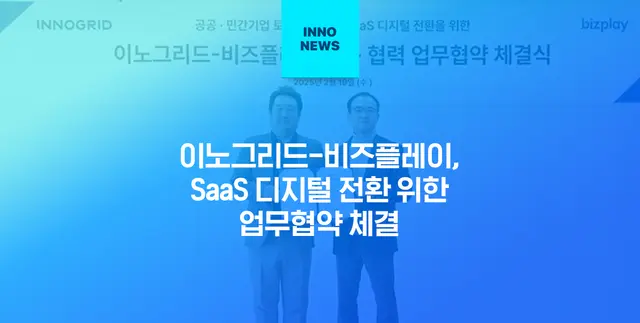 INNOGRID
공공·민간기업
SaaS 디지털 전환을 위한
bizplay
INNO
NEWS
이노그리드-비즈플레
협력 업무협약 체결식
이노그리드-비즈플레이,
SaaS 디지털 전환 위한
업무협약 체결